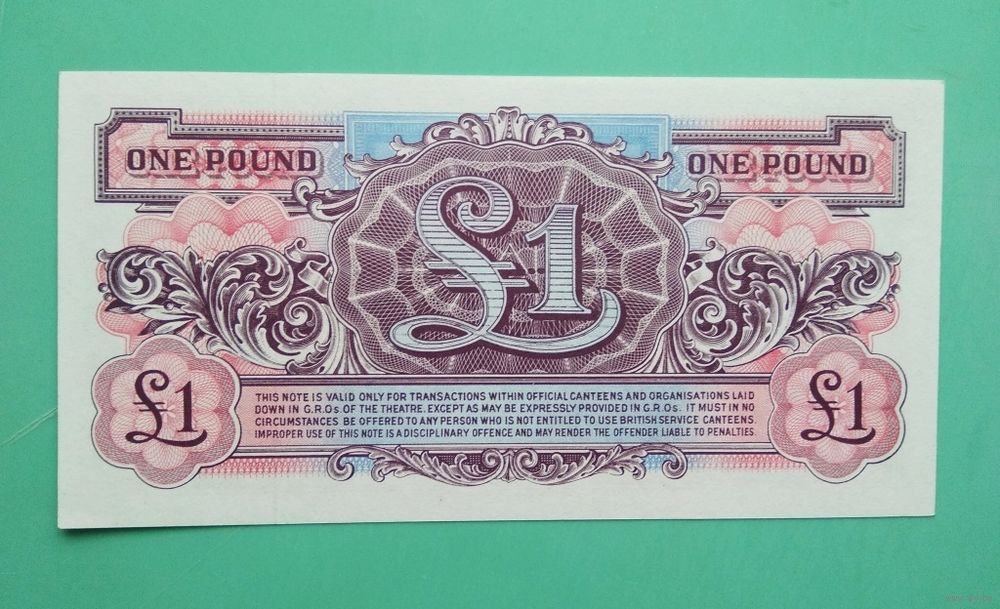 ONE POUND
£1
ONE POUND
£1
THIS NOTE IS VALID ONLY FOR TRANSACTIONS WITHIN OFFICIAL CANTEENS AND ORGANISATIONS LAID
DOWN IN G.R.Os. OF THE THEATRE. EXCEPT AS MAY BE EXPRESSLY PROVIDED IN G.R.Os. IT MUST IN NO
CIRCUMSTANCES BE OFFERED TO ANY PERSON WHO IS NOT ENTITLED TO USE BRITISH SERVICE CANTEENS.
IMPROPER USE OF THIS NOTE IS A DISCIPLINARY OFFENCE AND MAY RENDER THE OFFENDER LIABLE TO PENALTIES.
£1